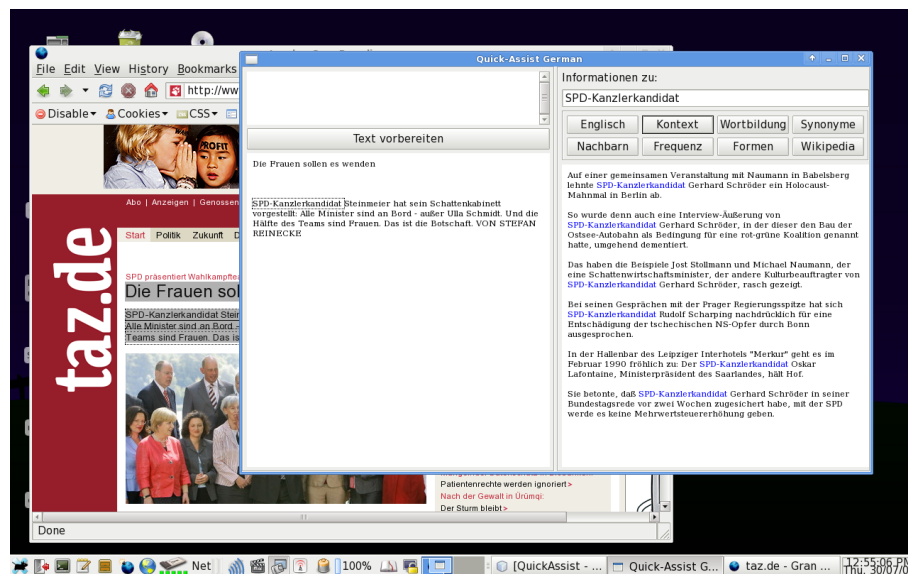 Quick-Assist German
File Edit View History Bookmarks
http://ww
Disable Cookies CSS
PROFIT
Abo | Anzeigen | Genossen
taz.de
Start Politik Zukunft D
SPD präsentiert Wahlkampftea
Die Frauen sol
SPD-Kanzlerkandidat Stein
Alle Minister sind an Bord -
Teams sind Frauen. Das is
Patientenrechte werden ignoriert>
Nach der Gewalt in Ürümqi:
Der Sturm bleibt>
Done
Text vorbereiten
Die Frauen sollen es wenden
SPD-Kanzlerkandidat Steinmeier hat sein Schattenkabinett
vorgestellt: Alle Minister sind an Bord - außer Ulla Schmidt. Und die
Hälfte des Teams sind Frauen. Das ist die Botschaft. VON STEFAN
REINECKE
Informationen zu:
SPD-Kanzlerkandidat
Englisch Kontext Wortbildung Synonyme
Nachbarn Frequenz Formen Wikipedia
Auf einer gemeinsamen Veranstaltung mit Naumann in Babelsberg
lehnte SPD-Kanzlerkandidat Gerhard Schröder ein Holocaust-
Mahnmal in Berlin ab.
So wurde denn auch eine Interview-Äußerung von
SPD-Kanzlerkandidat Gerhard Schröder, in der dieser den Bau der
Ostsee-Autobahn als Bedingung für eine rot-grüne Koalition genannt
hatte, umgehend dementiert.
Das haben die Beispiele Jost Stollmann und Michael Naumann, der
eine Schattenwirtschaftsminister, der andere Kulturbeauftragter von
SPD-Kanzlerkandidat Gerhard Schröder, rasch gezeigt.
Bei seinen Gesprächen mit der Prager Regierungsspitze hat sich
SPD-Kanzlerkandidat Rudolf Scharping nachdrücklich für eine
Entschädigung der tschechischen NS-Opfer durch Bonn
ausgesprochen.
In der Hallenbar des Leipziger Interhotels "Merkur" geht es im
Februar 1990 fröhlich zu: Der SPD-Kanzlerkandidat Oskar
Lafontaine, Ministerpräsident des Saarlandes, hält Hof.
Sie betonte, daß SPD-Kanzlerkandidat Gerhard Schröder in seiner
Bundestagsrede vor zwei Wochen zugesichert habe, mit der SPD
werde es keine Mehrwertsteuererhöhung geben.
Net 100% [QuickAssist - ... Quick-Assist G... taz.de - Gran ... 12:55:06 PM
Thu. 30/07/0